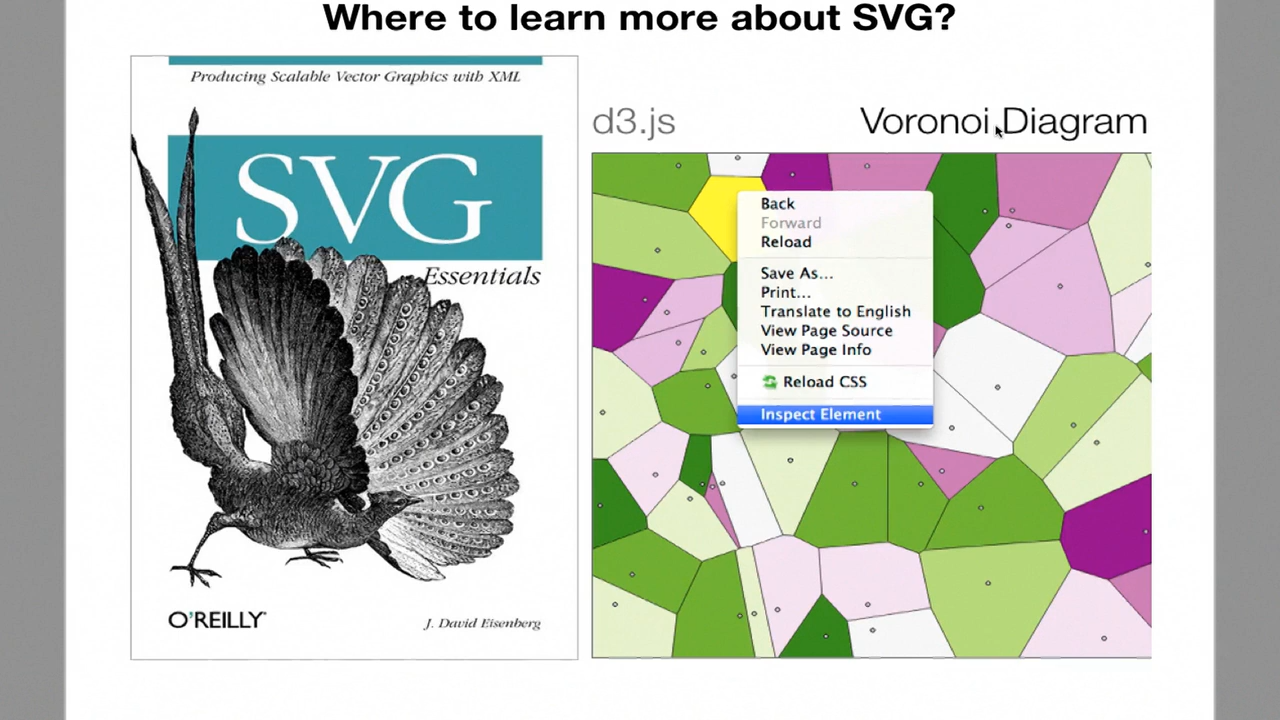 Where to learn more about SVG?
Producing Scalable Vector Graphics with XML
SVG
Essentials
O'REILLY®
J. David Eisenberg
d3.js
Voronoi Diagram
Back
Forward
Reload
Save As...
Print...
Translate to English
View Page Source
View Page Info
Reload CSS
Inspect Element